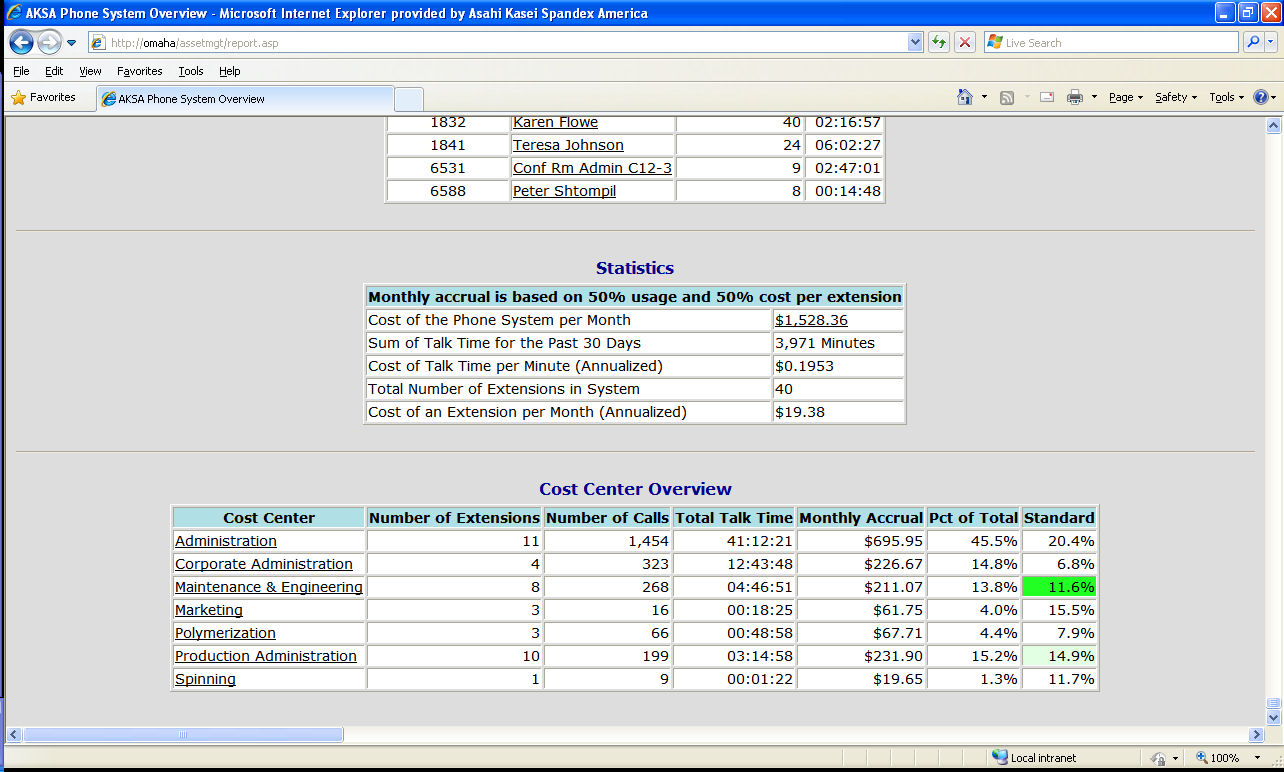 AKSA Phone System Overview - Microsoft Internet Explorer provided by Asahi Kasei Spandex America
http://omaha/assetmgt/report.asp
Live Search
File Edit View Favorites Tools Help
Favorites AKSA Phone System Overview Page Safety Tools
1832 Karen Flowe 40 02:16:57
1841 Teresa Johnson 24 06:02:27
6531 Conf Rm Admin C12-3 9 02:47:01
6588 Peter Shtompil 8 00:14:48
Statistics
Monthly accrual is based on 50% usage and 50% cost per extension
Cost of the Phone System per Month $1,528.36
Sum of Talk Time for the Past 30 Days 3,971 Minutes
Cost of Talk Time per Minute (Annualized) $0.1953
Total Number of Extensions in System 40
Cost of an Extension per Month (Annualized) $19.38
Cost Center Overview
Cost Center Number of Extensions Number of Calls Total Talk Time Monthly Accrual Pct of Total Standard
Administration 11 1,454 41:12:21 $695.95 45.5% 20.4%
Corporate Administration 4 323 12:43:48 $226.67 14.8% 6.8%
Maintenance & Engineering 8 268 04:46:51 $211.07 13.8% 11.6%
Marketing 3 16 00:18:25 $61.75 4.0% 15.5%
Polymerization 3 66 00:48:58 $67.71 4.4% 7.9%
Production Administration 10 199 03:14:58 $231.90 15.2% 14.9%
Spinning 1 9 00:01:22 $19.65 1.3% 11.7%
Local intranet 100%